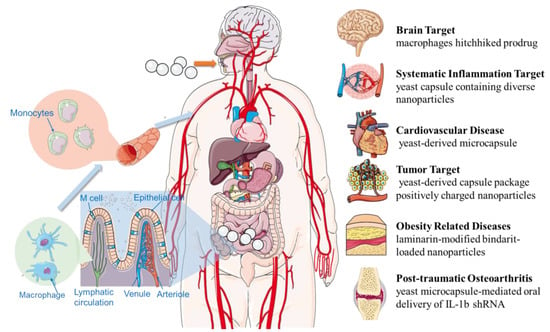 Monocytes
M cell
Epithelial cell
Macrophage
Lymphatic
circulation
Venule
Arteriole
Brain Target
macrophages hitchhiked prodrug
Systematic Inflammation Target
yeast capsule containing diverse
nanoparticles
Cardiovascular Disease
yeast-derived microcapsule
Tumor Target
yeast-derived capsule package
positively charged nanoparticles
Obesity Related Diseases
laminarin-modified bindarit-
loaded nanoparticles
Post-traumatic Osteoarthritis
yeast microcapsule-mediated oral
delivery of IL-1b shRNA